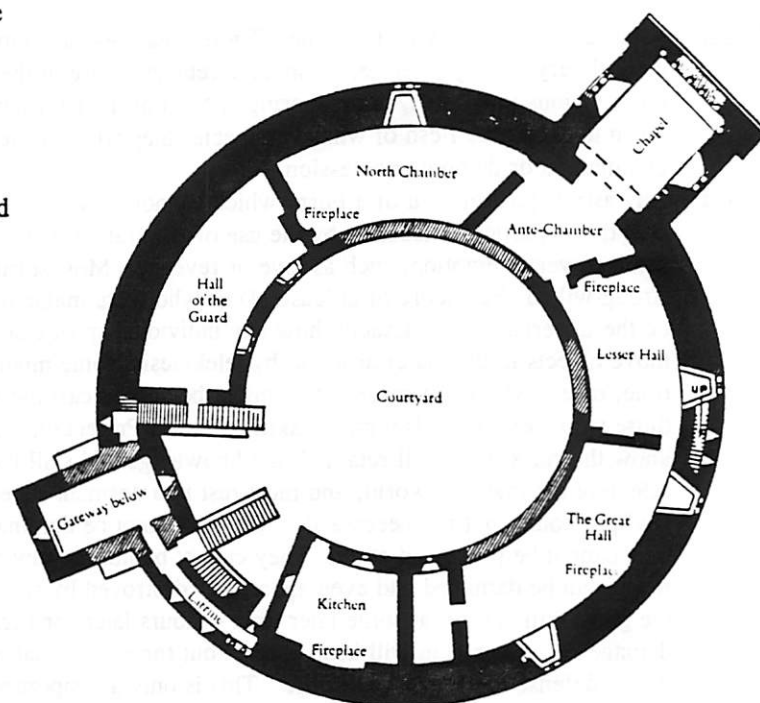 e
d
Chapel
North Chamber
Fireplace
Ante-Chamber
Fireplace
Hall
of the
Guard
Lesser Hall
UP
Courtyard
Gateway below
The Great
Hall
Fireplace
Latrine
Kitchen
Fireplace